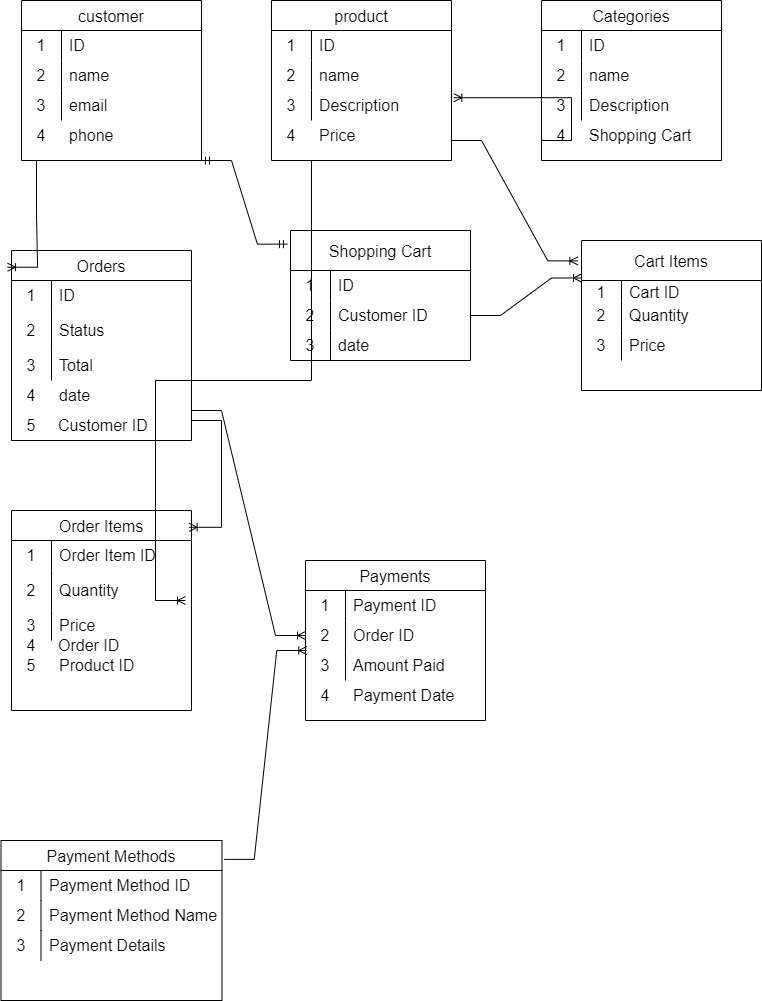 customer
1 ID
2 name
3 email
4 phone
product
1 ID
2 name
3 Description
4 Price
Categories
1 ID
2 name
3 Description
4 Shopping Cart
Orders
1 ID
2 Status
3 Total
4 date
5 Customer ID
Shopping Cart
1 ID
2 Customer ID
3 date
Cart Items
1 Cart ID
2 Quantity
3 Price
Order Items
1 Order Item ID
2 Quantity
3 Price
4 Order ID
5 Product ID
Payments
1 Payment ID
2 Order ID
3 Amount Paid
4 Payment Date
Payment Methods
1 Payment Method ID
2 Payment Method Name
3 Payment Details